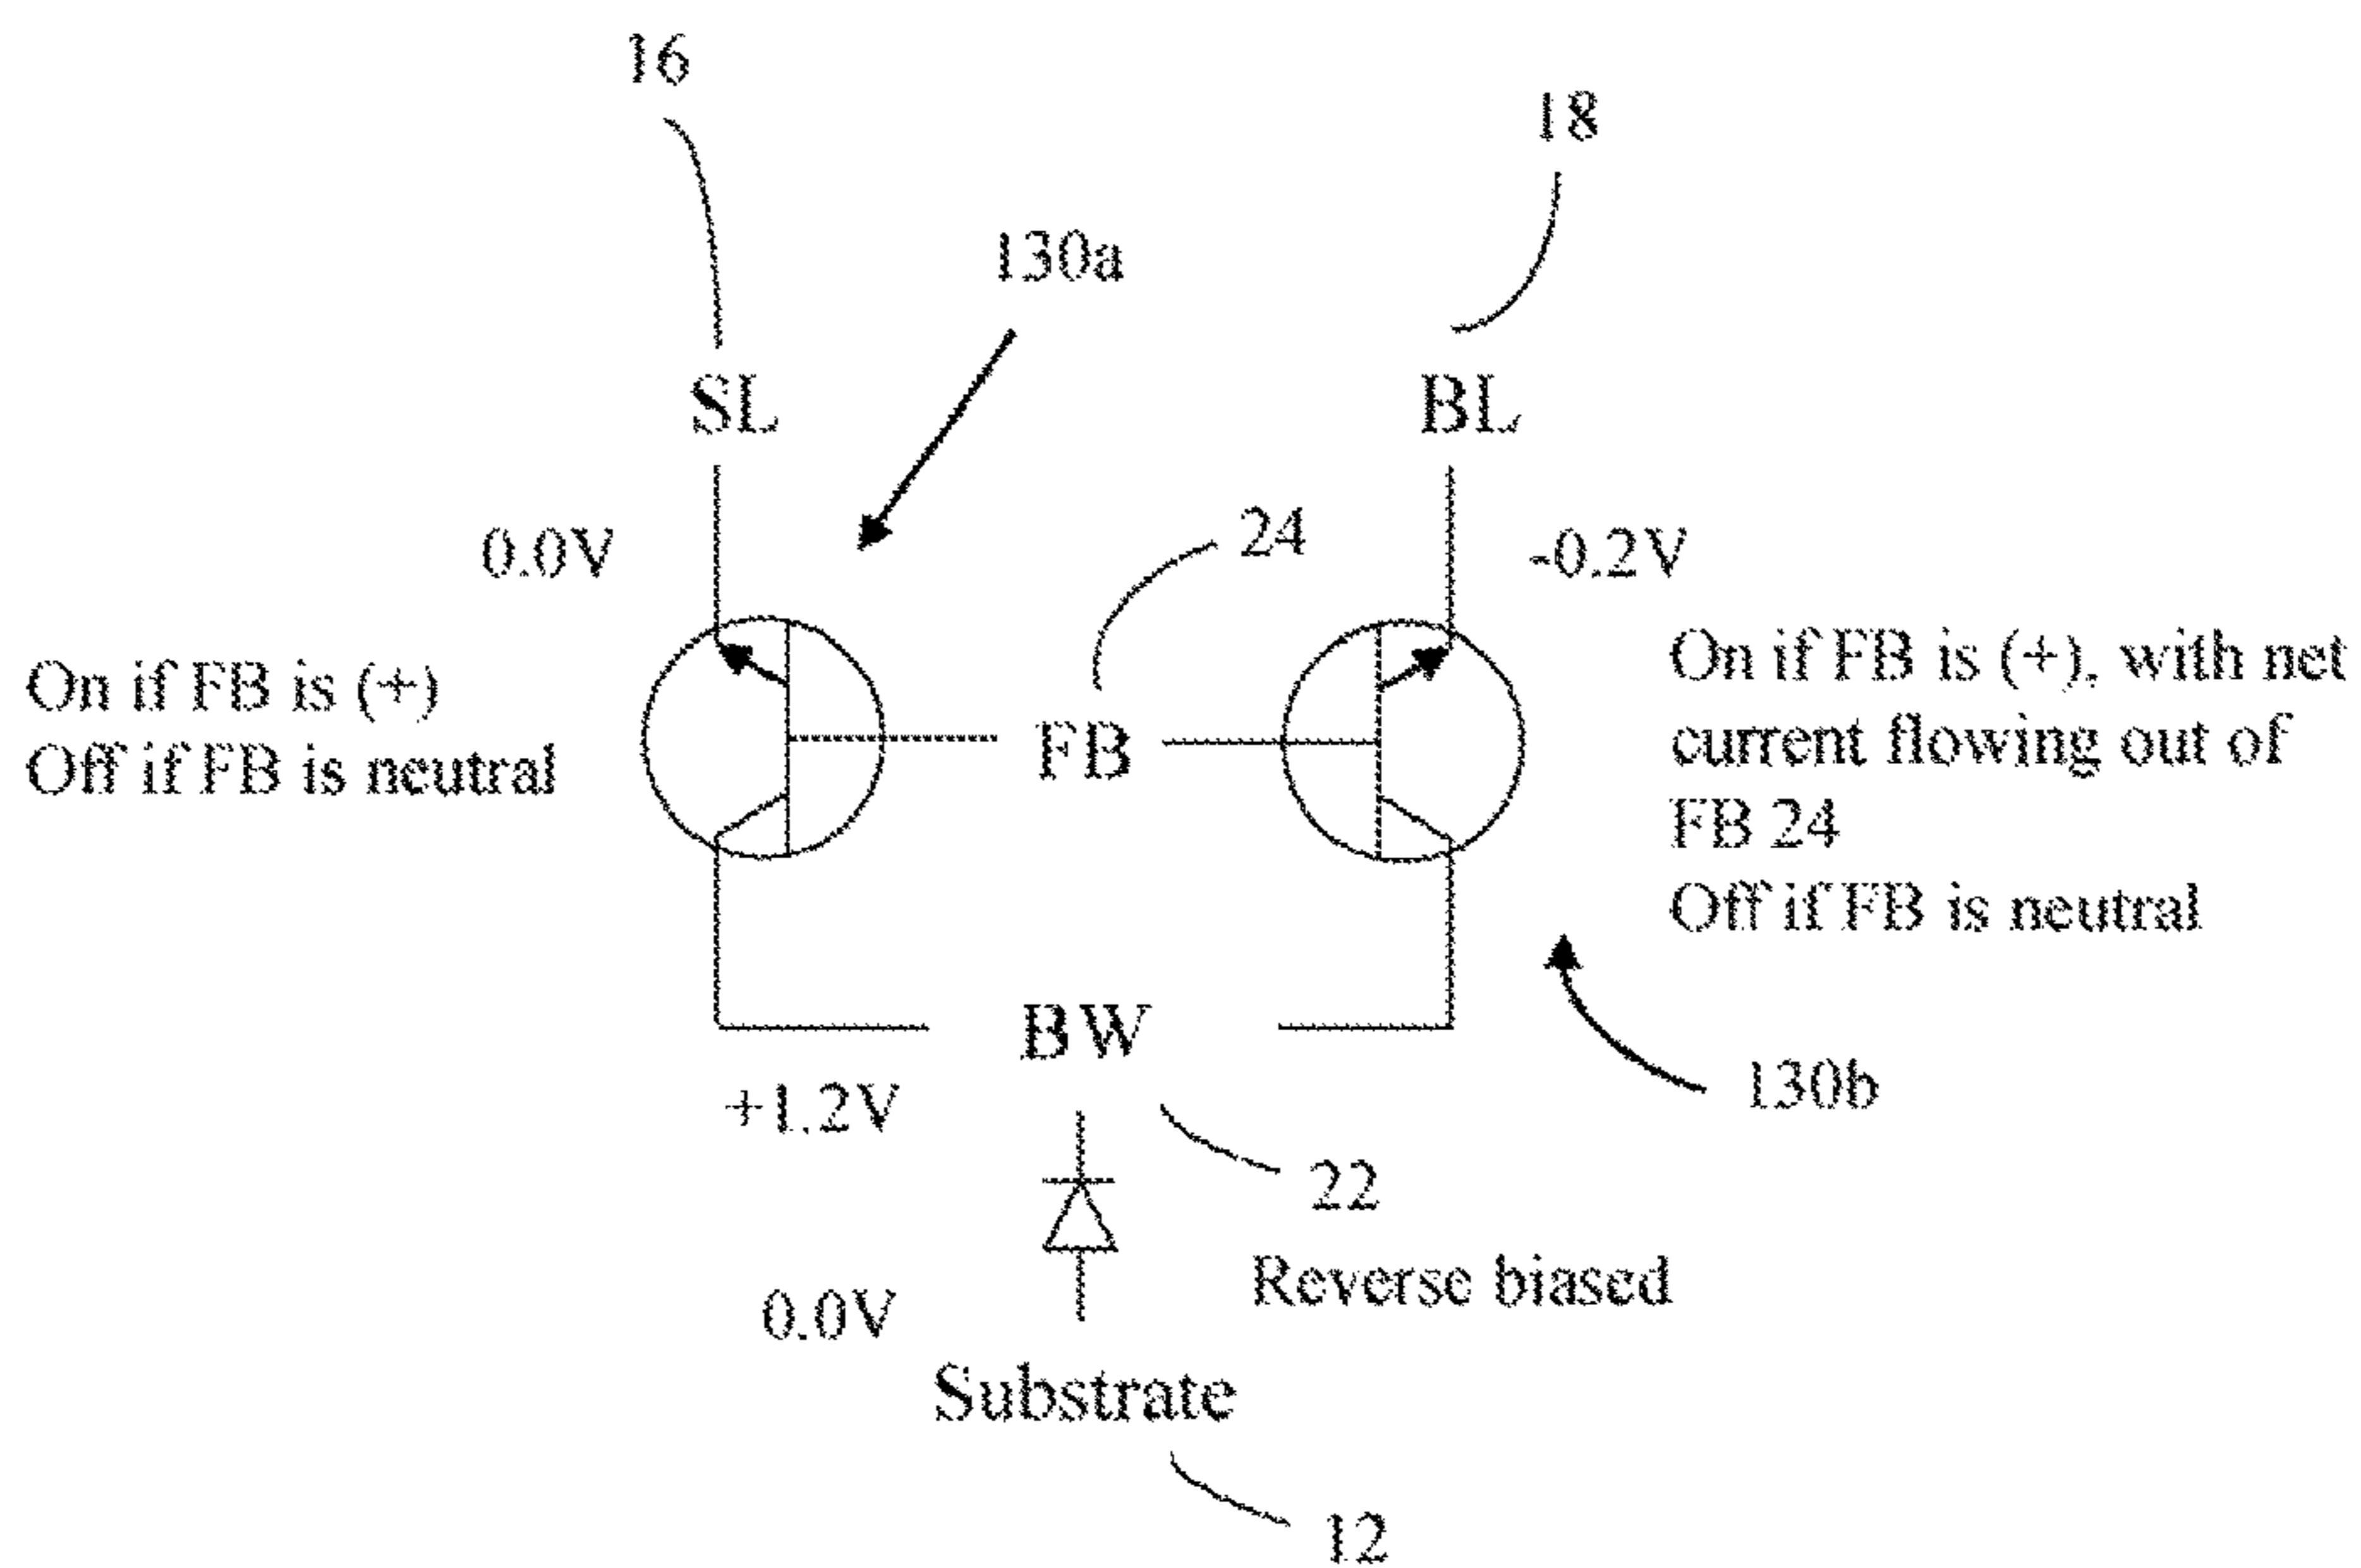 16
18
130a
SL
BL
24
0.0V
-0.2V
On if FB is (+)
Off if FB is neutral
FB
On if FB is (+), with net
current flowing out of
FB 24
Off if FB is neutral
BW
+1.2V
130b
22
Reverse biased
0.0V
Substrate
12